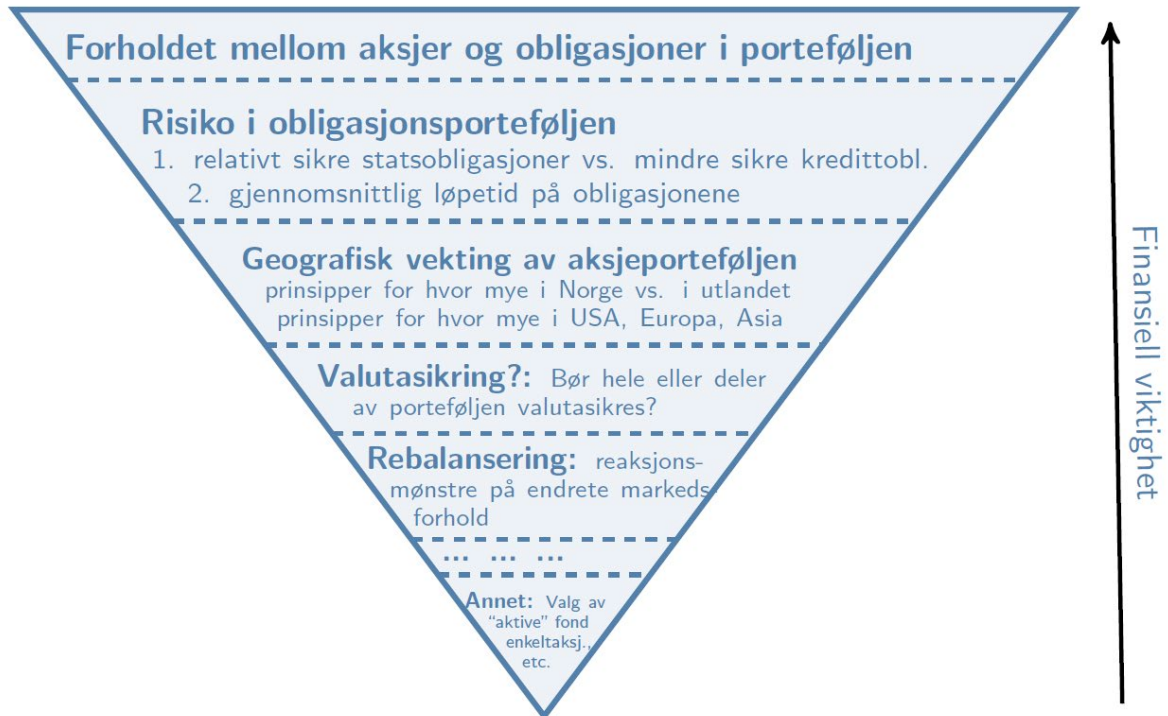 Forholdet mellom aksjer og obligasjoner i porteføljen
Risiko i obligasjonsporteføljen
1. relativt sikre statsobligasjoner vs. mindre sikre kredittobl.
2. gjennomsnittlig løpetid på obligasjonene
Geografisk vekting av aksjeporteføljen
prinsipper for hvor mye i Norge vs. i utlandet
prinsipper for hvor mye i USA, Europa, Asia
Valutasikring?: Bør hele eller deler
av porteføljen valutasikres?
Rebalansering: reaksjons-
mønstre på endrete markeds-
forhold
... ... ...
Annet: Valg av
“aktive” fond
enkeltaksj.,
etc.
Finansiell viktighet